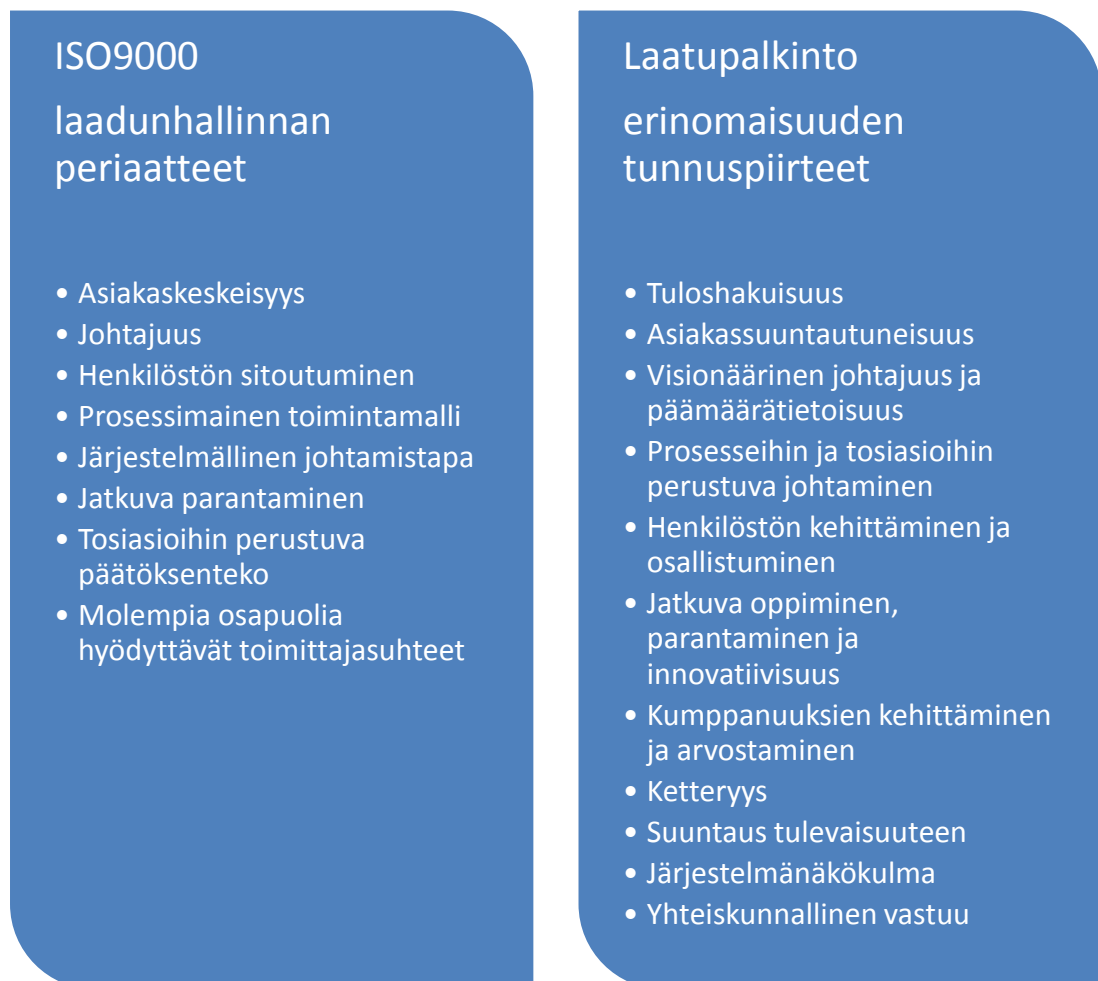 ISO9000
laadunhallinnan
periaatteet
• Asiakaskeskeisyys
• Johtajuus
• Henkilöstön sitoutuminen
• Prosessimainen toimintamalli
• Järjestelmällinen johtamistapa
• Jatkuva parantaminen
• Tosiasioihin perustuva
päätöksenteko
• Molempia osapuolia
hyödyttävät toimittajasuhteet
Laatupalkinto
erinomaisuuden
tunnuspiirteet
• Tuloshakuisuus
• Asiakassuuntautuneisuus
• Visionäärinen johtajuus ja
päämäärätietoisuus
• Prosesseihin ja tosiasioihin
perustuva johtaminen
• Henkilöstön kehittäminen ja
osallistuminen
• Jatkuva oppiminen,
parantaminen ja
innovatiivisuus
• Kumppanuuksien kehittäminen
ja arvostaminen
• Ketteryys
• Suuntaus tulevaisuuteen
• Järjestelmänäkökulma
• Yhteiskunnallinen vastuu